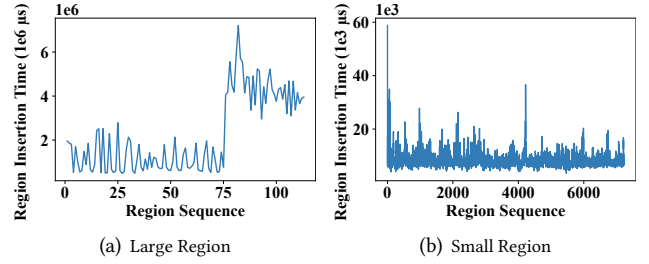 1e6
Region Insertion Time (1e6 μs)
6
4
2
0
25
50
75
100
Region Sequence
(a) Large Region
1e3
Region Insertion Time (1e3 μs)
60
40
20
0
2000
4000
6000
Region Sequence
(b) Small Region